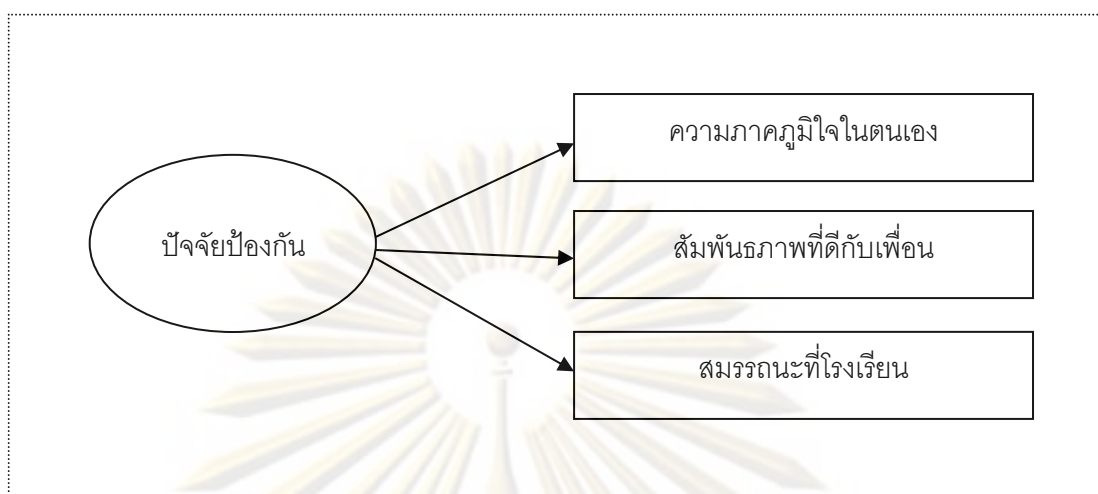 ความภาคภูมิใจในตนเอง
ปัจจัยป้องกัน
สัมพันธภาพที่ดีกับเพื่อน
สมรรถนะที่โรงเรียน